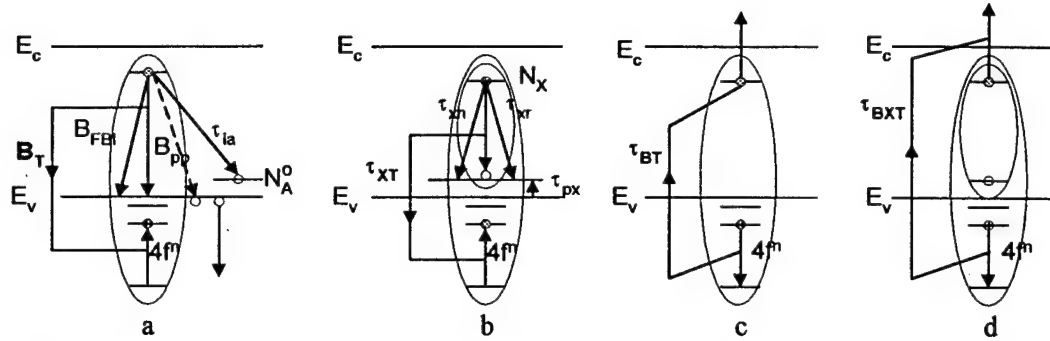 E_c
B_T
B_FBI
B_pp
τ_ia
N_A^0
E_v
4f^n
a
E_c
N_X
τ_xn
τ_xr
τ_XT
τ_px
E_v
4f^n
b
E_c
τ_BT
E_v
4f^n
c
E_c
τ_BXT
E_v
4f^n
d